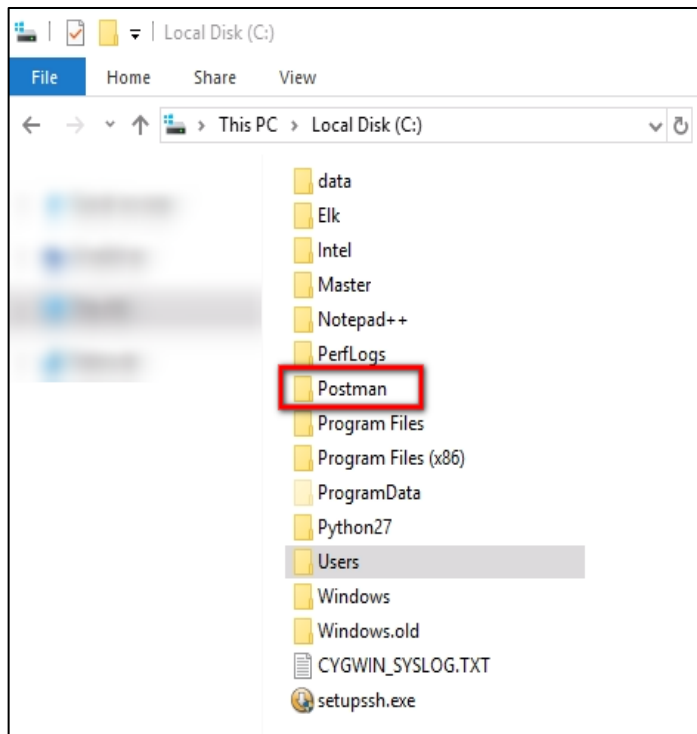 Local Disk (C:)
File Home Share View
This PC > Local Disk (C:)
data
Elk
Intel
Master
Notepad++
PerfLogs
Postman
Program Files
Program Files (x86)
ProgramData
Python27
Users
Windows
Windows.old
CYGWIN_SYSLOG.TXT
setupssh.exe